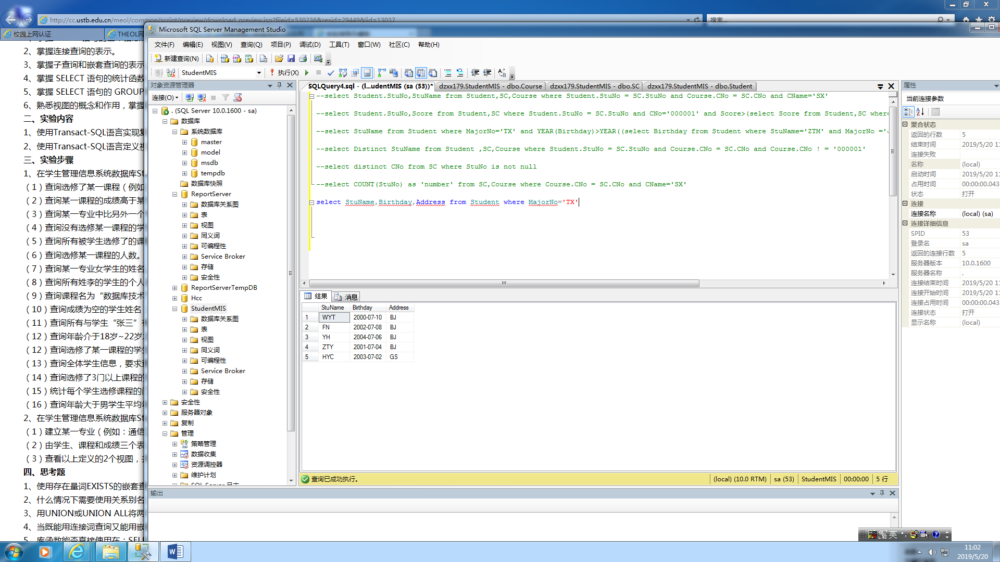 http://cc.ustb.edu.cn/meol/common/script/preview/download_preview.jsp?fileid=530236&resid=29449&lid=13037
搜索...
校园上网认证
THEOL网
Microsoft SQL Server Management Studio
文件(F) 编辑(E) 视图(V) 查询(Q) 项目(P) 调试(D) 工具(T) 窗口(W) 社区(C) 帮助(H)
新建查询(N)
StudentMIS
执行(X)
2、掌握连接查询的表示。
3、掌握子查询和嵌套查询的表示
4、掌握 SELECT 语句的统计函数
5、掌握 SELECT 语句的 GROUP
6、熟悉视图的概念和作用，掌握
二、实验内容
1、使用Transact-SQL语言实现复
2、使用Transact-SQL语言定义视
三、实验步骤
1、在学生管理信息系统数据库St
（1）查询选修了某一课程（例如
（2）查询某一课程的成绩高于某
（3）查询某一专业中比另外一个
（4）查询没有选修某一课程的学
（5）查询所有被学生选修了的课
（6）查询选修某一课程的人数。
（7）查询某一专业女学生的姓名
（8）查询所有姓李的学生的个人
（9）查询课程名为“数据库技术
（10）查询成绩为空的学生姓名
（11）查询所有与学生“张三”有
（12）查询年龄介于18岁~22岁之
（12）查询选修了某一课程的学生
（13）查询全体学生信息，要求查
（14）查询选修了3门以上课程的
（15）统计每个学生选修课程的门
（16）查询年龄大于男学生平均年
2、在学生管理信息系统数据库St
（1）建立某一专业（例如：通信
（2）由学生、课程和成绩三个表
（3）查看以上定义的2个视图，并
四、思考题
1、使用存在量词EXISTS的嵌套查
2、什么情况下需要使用关系别名
3、用UNION或UNION ALL将两
4、当既能用连接词查询又能用嵌
5、库函数能否直接使用在：SELE
对象资源管理器
连接(O)
. (SQL Server 10.0.1600 - sa)
数据库
系统数据库
master
model
msdb
tempdb
数据库快照
ReportServer
数据库关系图
表
视图
同义词
可编程性
Service Broker
存储
安全性
ReportServerTempDB
Hcc
StudentMIS
数据库关系图
表
视图
同义词
可编程性
Service Broker
存储
安全性
安全性
服务器对象
复制
管理
策略管理
数据收集
资源调控器
维护计划
SQL Server 日志
SQLQuery4.sql - (l...udentMIS (sa (53))* dzxx179.StudentMIS - dbo.Course dzxx179.StudentMIS - dbo.SC dzxx179.StudentMIS - dbo.Student
--select Student.StuNo,StuName from Student,SC,Course where Student.StuNo = SC.StuNo and Course.CNo = SC.CNo and CName='SX'
--select Student.StuNo,Score from Student,SC where Student.StuNo = SC.StuNo and CNo='000001' and Score>(select Score from Student,SC wher
--select StuName from Student where MajorNo='TX' and YEAR(Birthday)>YEAR((select Birthday from Student where StuName='ZTM' and MajorNo ='
--select Distinct StuName from Student ,SC,Course where Student.StuNo = SC.StuNo and Course.CNo = SC.CNo and Course.CNo ! = '000001'
--select distinct CNo from SC where StuNo is not null
--select COUNT(StuNo) as 'number' from SC,Course where Course.CNo = SC.CNo and CName='SX'
select StuName,Birthday,Address from Student where MajorNo='TX'
结果 消息
StuName Birthday Address
1 WYT 2000-07-10 BJ
2 FN 2002-07-08 BJ
3 YH 2004-07-06 BJ
4 ZTY 2001-07-04 BJ
5 HYC 2003-07-02 GS
查询已成功执行。 (local) (10.0 RTM) sa (53) StudentMIS 00:00:00 5 行
输出
属性
当前连接参数
聚合状态
返回的行数 5
结束时间 2019/5/20 11
连接失败
名称 (local)
启动时间 2019/5/20 11
占用时间 00:00:00.043
状态 打开
连接
连接名称 (local) (sa)
连接详细信息
SPID 53
登录名 sa
返回的连接行数 5
服务器版本 10.0.1600
服务器名称 .
连接结束时间 2019/5/20 11
连接开始时间 2019/5/20 11
连接占用时间 00:00:00.043
连接状态 打开
显示名称 (local)
英
11:02
2019/5/20